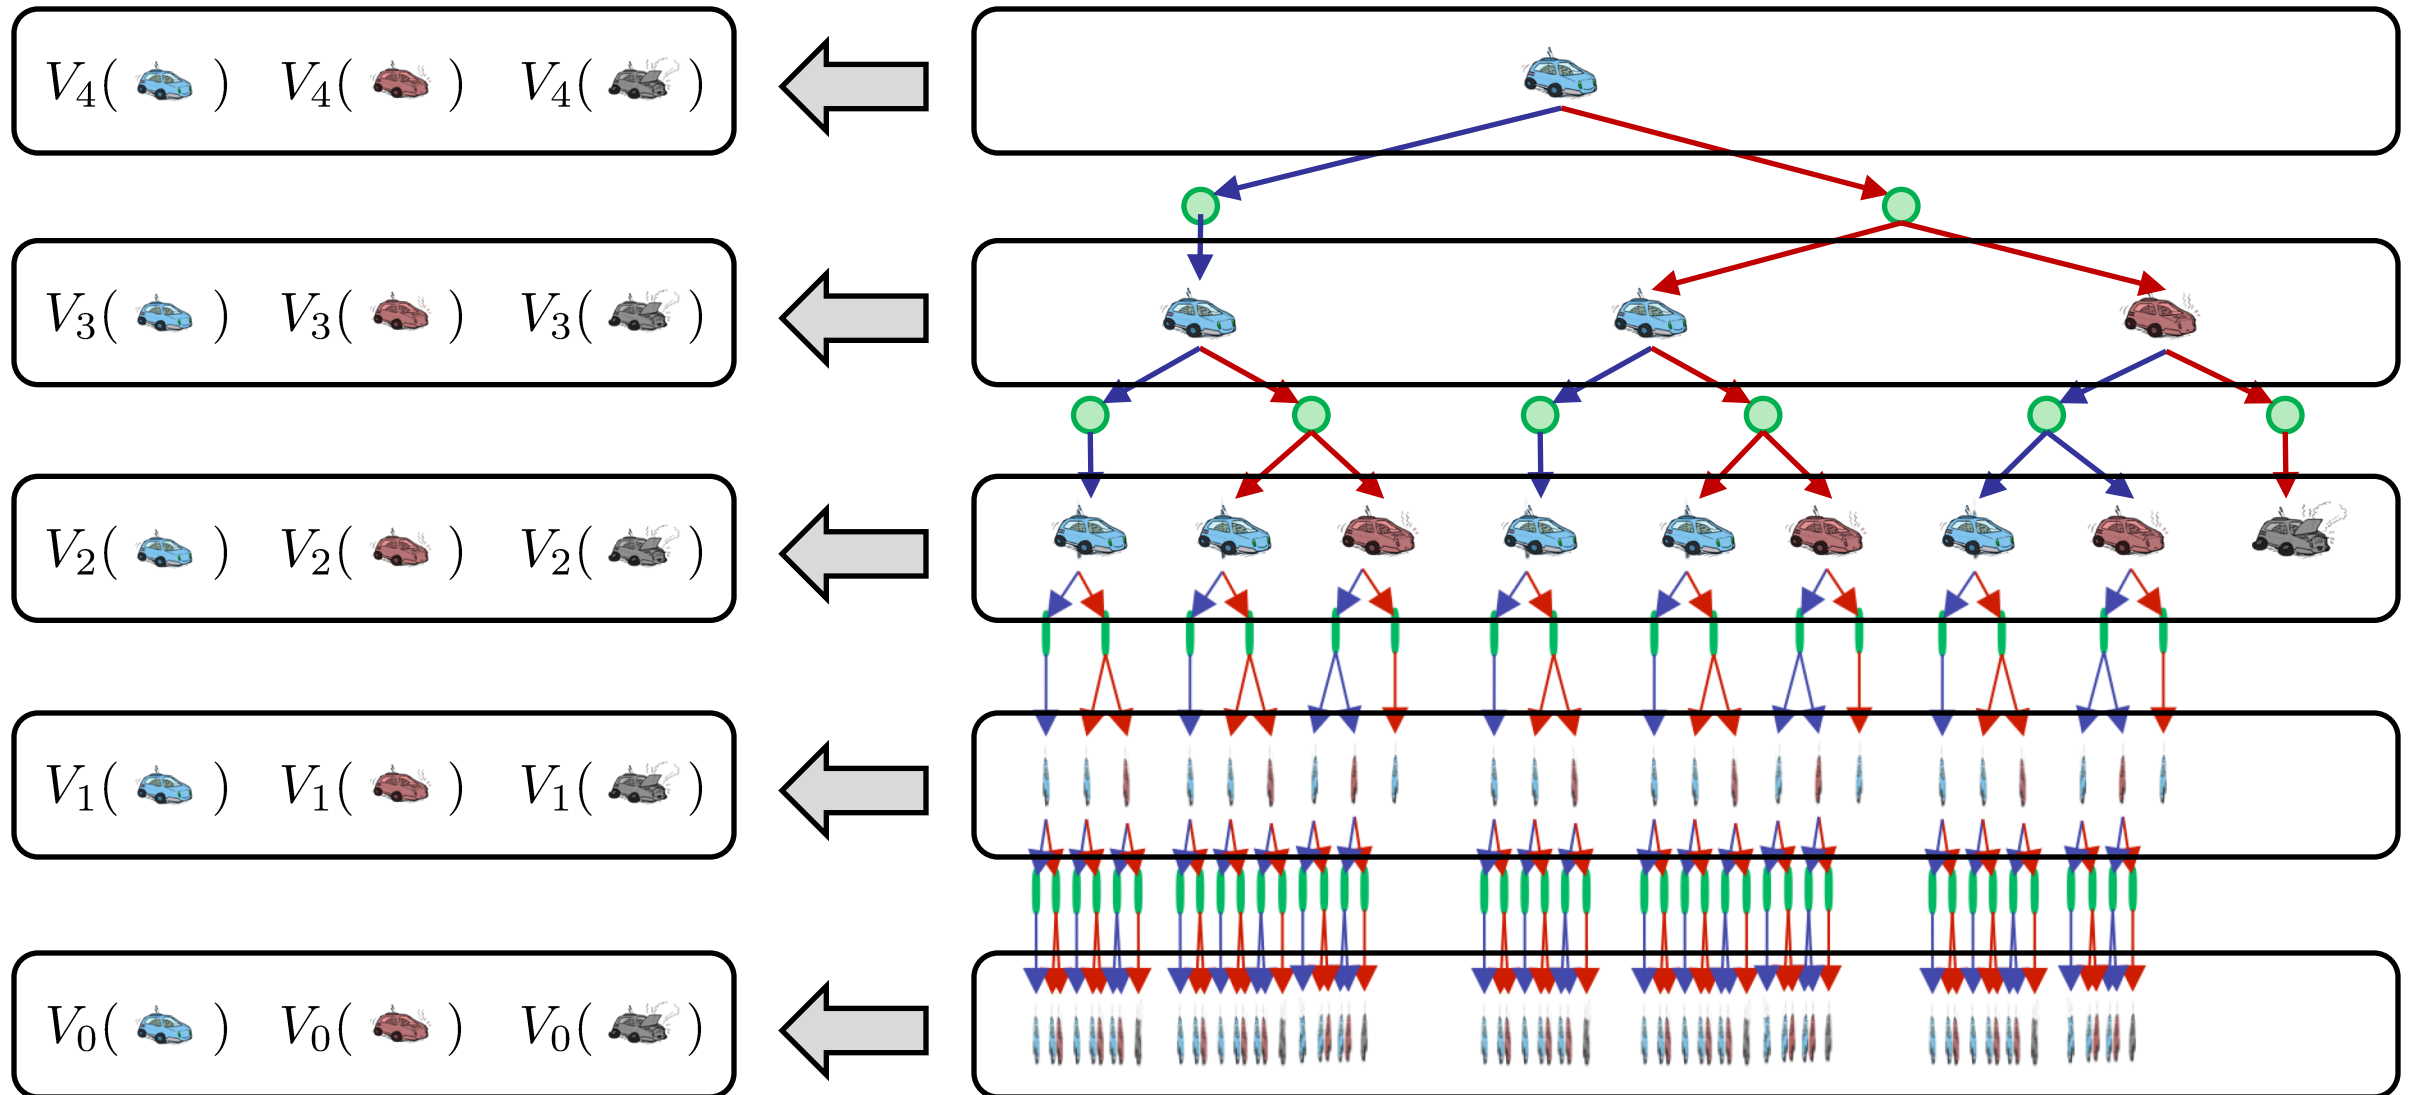 V₄( ) V₄( ) V₄( )
V₃( ) V₃( ) V₃( )
V₂( ) V₂( ) V₂( )
V₁( ) V₁( ) V₁( )
V₀( ) V₀( ) V₀( )